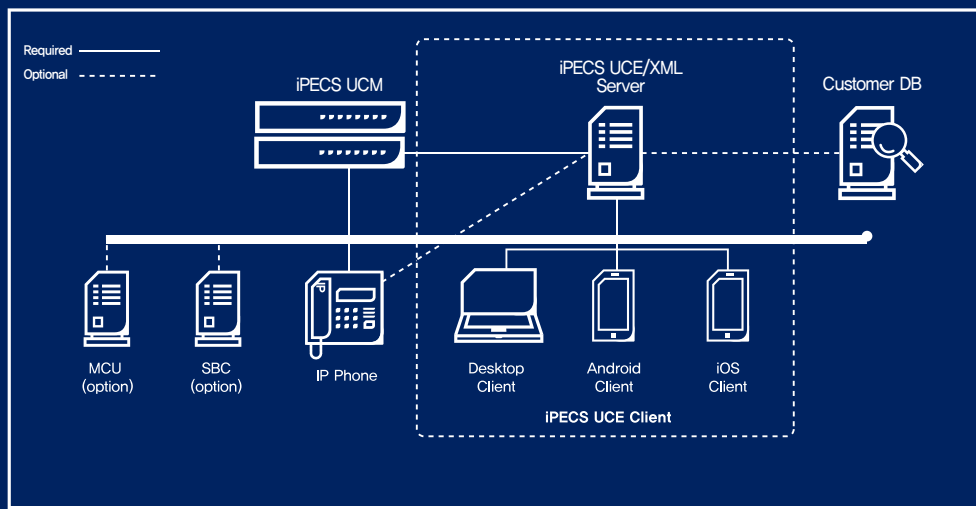 Required
Optional
iPECS UCM
iPECS UCE/XML
Server
Customer DB
IP
MCU
(option)
SBC
(option)
IP Phone
Desktop
Client
Android
Client
iOS
Client
iPECS UCE Client